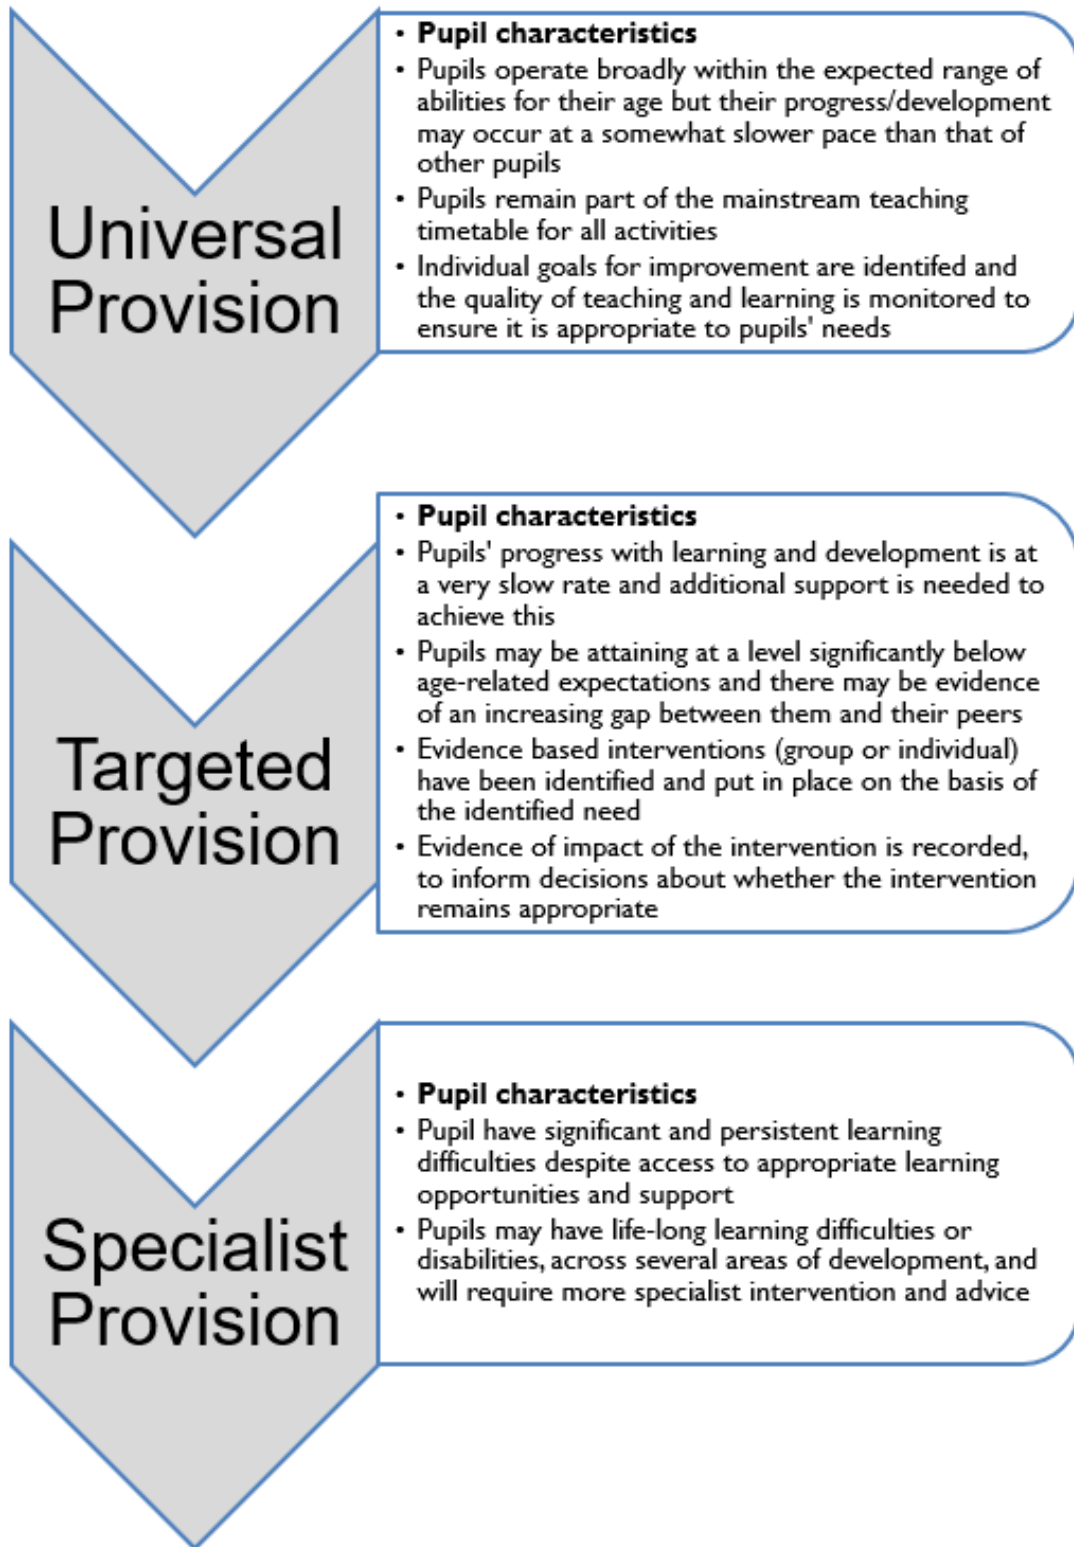 Universal
Provision
• Pupil characteristics
• Pupils operate broadly within the expected range of
abilities for their age but their progress/development
may occur at a somewhat slower pace than that of
other pupils
• Pupils remain part of the mainstream teaching
timetable for all activities
• Individual goals for improvement are identifed and
the quality of teaching and learning is monitored to
ensure it is appropriate to pupils' needs
Targeted
Provision
• Pupil characteristics
• Pupils' progress with learning and development is at
a very slow rate and additional support is needed to
achieve this
• Pupils may be attaining at a level significantly below
age-related expectations and there may be evidence
of an increasing gap between them and their peers
• Evidence based interventions (group or individual)
have been identified and put in place on the basis of
the identified need
• Evidence of impact of the intervention is recorded,
to inform decisions about whether the intervention
remains appropriate
Specialist
Provision
• Pupil characteristics
• Pupil have significant and persistent learning
difficulties despite access to appropriate learning
opportunities and support
• Pupils may have life-long learning difficulties or
disabilities, across several areas of development, and
will require more specialist intervention and advice